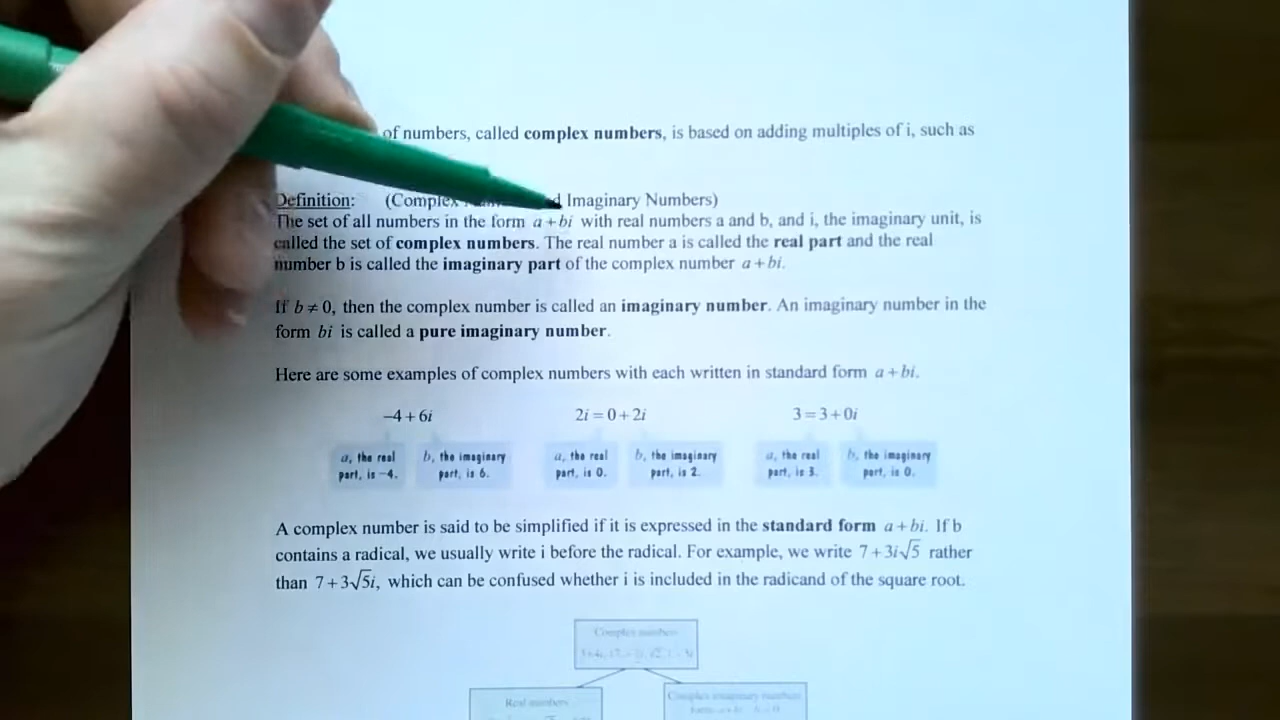 of numbers, called complex numbers, is based on adding multiples of i, such as
Definition: (Complex Imaginary Numbers)
The set of all numbers in the form a + bi with real numbers a and b, and i, the imaginary unit, is
called the set of complex numbers. The real number a is called the real part and the real
number b is called the imaginary part of the complex number a + bi.
If b ≠ 0, then the complex number is called an imaginary number. An imaginary number in the
form bi is called a pure imaginary number.
Here are some examples of complex numbers with each written in standard form a + bi.
−4 + 6i 2i = 0 + 2i 3 = 3 + 0i
a, the real b, the imaginary a, the real b, the imaginary a, the real b, the imaginary
part, is −4. part, is 6. part, is 0. part, is 2. part, is 3. part, is 0.
A complex number is said to be simplified if it is expressed in the standard form a + bi. If b
contains a radical, we usually write i before the radical. For example, we write 7 + 3i√5 rather
than 7 + 3√5i, which can be confused whether i is included in the radicand of the square root.
Complex numbers
Real numbers Complex imaginary numbers